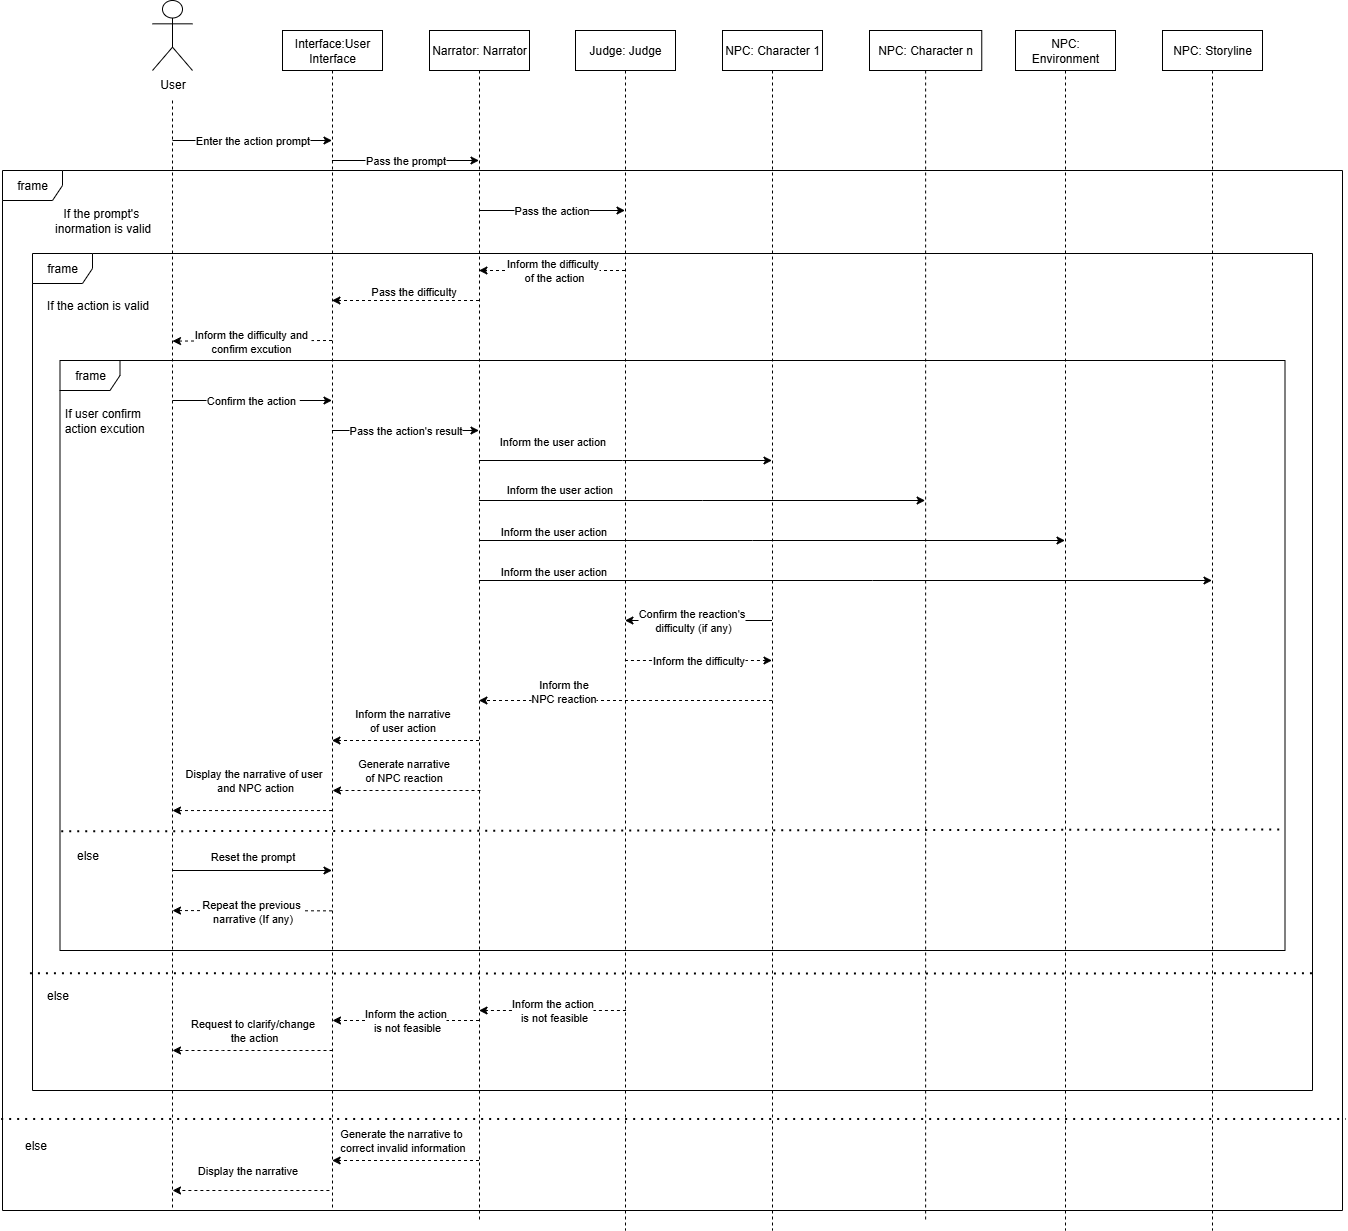 User
Interface:User
Interface
Narrator: Narrator
Judge: Judge
NPC: Character 1
NPC: Character n
NPC:
Environment
NPC: Storyline
Enter the action prompt
Pass the prompt
frame
If the prompt's
inormation is valid
Pass the action
frame
If the action is valid
Inform the difficulty
of the action
Pass the difficulty
Inform the difficulty and
confirm excution
frame
If user confirm
action excution
Confirm the action
Pass the action's result
Inform the user action
Inform the user action
Inform the user action
Inform the user action
Confirm the reaction's
difficulty (if any)
Inform the difficulty
Inform the
NPC reaction
Inform the narrative
of user action
Generate narrative
of NPC reaction
Display the narrative of user
and NPC action
else
Reset the prompt
Repeat the previous
narrative (If any)
else
Inform the action
is not feasible
Inform the action
is not feasible
Request to clarify/change
the action
else
Generate the narrative to
correct invalid information
Display the narrative